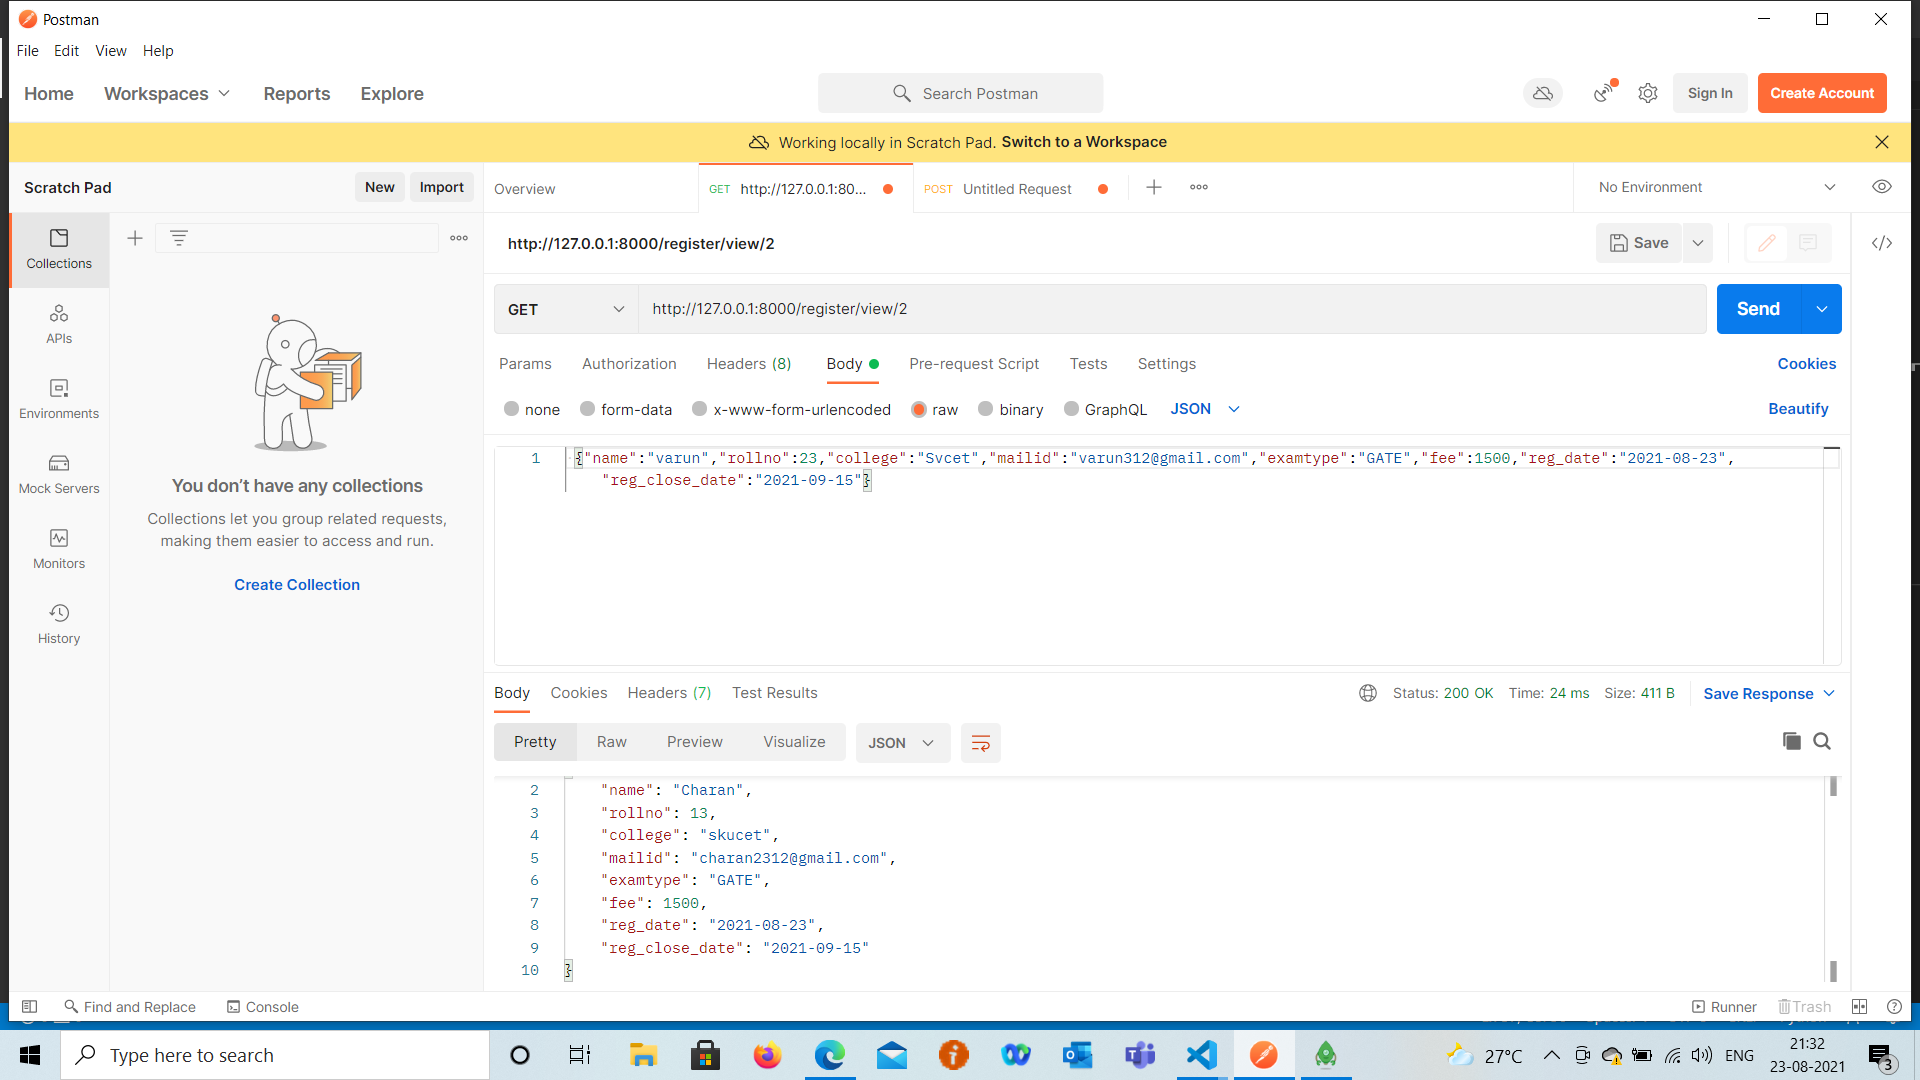 Postman
File Edit View Help
Home Workspaces Reports Explore
Search Postman
Sign In
Create Account
Working locally in Scratch Pad. Switch to a Workspace
Scratch Pad
New Import
Overview
GET http://127.0.0.1:80...
POST Untitled Request
No Environment
Collections
APIs
Environments
Mock Servers
Monitors
History
You don't have any collections
Collections let you group related requests,
making them easier to access and run.
Create Collection
http://127.0.0.1:8000/register/view/2
Save
GET http://127.0.0.1:8000/register/view/2
Send
Params Authorization Headers (8) Body Pre-request Script Tests Settings
Cookies
none form-data x-www-form-urlencoded raw binary GraphQL JSON
Beautify
1 {"name":"varun","rollno":23,"college":"Svcet","mailid":"varun312@gmail.com","examtype":"GATE","fee":1500,"reg_date":"2021-08-23",
"reg_close_date":"2021-09-15"}
Body Cookies Headers (7) Test Results
Status: 200 OK Time: 24 ms Size: 411 B Save Response
Pretty Raw Preview Visualize JSON
2 "name": "Charan",
3 "rollno": 13,
4 "college": "skucet",
5 "mailid": "charan2312@gmail.com",
6 "examtype": "GATE",
7 "fee": 1500,
8 "reg_date": "2021-08-23",
9 "reg_close_date": "2021-09-15"
10 }
Find and Replace Console
Runner Trash
Type here to search
27°C
ENG
21:32
23-08-2021
3